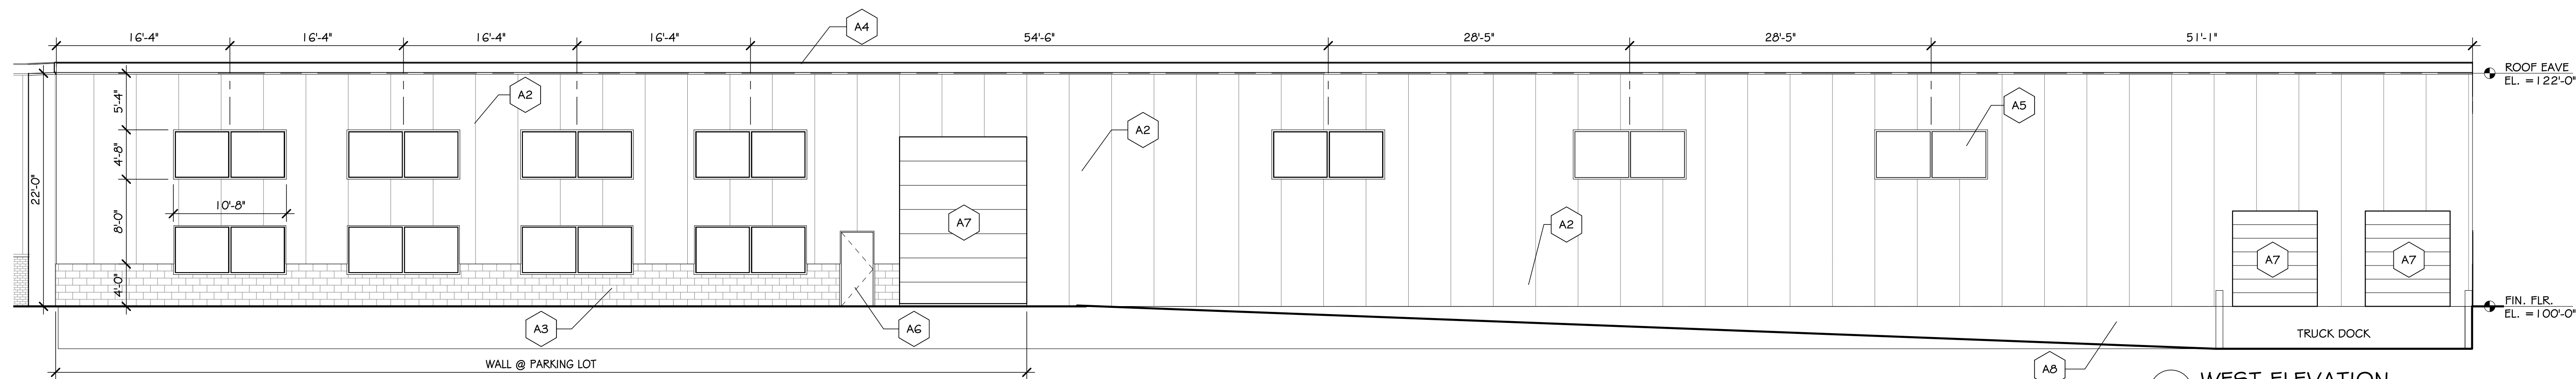 A4
16'-4" 16'-4" 16'-4" 16'-4" 54'-6" 28'-5" 28'-5" 51'-1"
ROOF EAVE
EL. =122'-0"
5'-4"
A2
A5
A2
4'-8"
22'-0"
10'-8"
8'-0"
A7
A2
A7
A7
4'-0"
FIN. FLR.
EL. =100'-0"
A3
A6
TRUCK DOCK
WALL @ PARKING LOT
A8
WEST ELEVATION